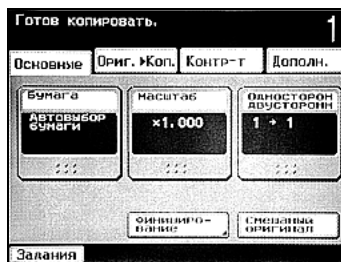 Готов копировать.
1
Основные
Ориг.▸Коп.
Контр-т
Дополн.
Бумага
Автовыбор
бумаги
Масштаб
×1.000
Односторон
двусторонн
1 → 1
Финиширо-
вание
Смешаный
оригинал
Задания